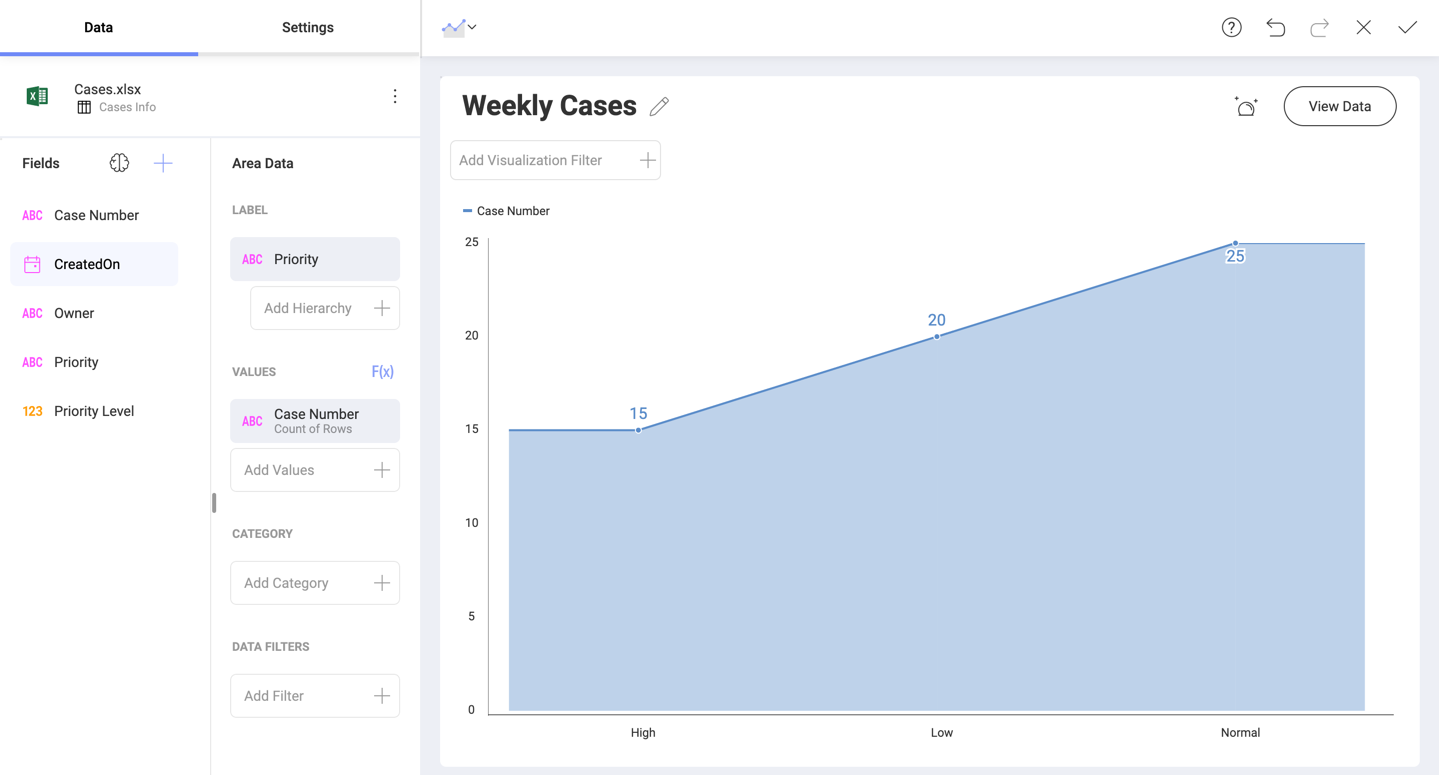 Data
Settings
Cases.xlsx
Cases Info
Fields
ABC Case Number
CreatedOn
ABC Owner
ABC Priority
123 Priority Level
Area Data
LABEL
ABC Priority
Add Hierarchy
VALUES F(x)
ABC Case Number
Count of Rows
Add Values
CATEGORY
Add Category
DATA FILTERS
Add Filter
Weekly Cases
View Data
Add Visualization Filter
Case Number
25
20
15
10
5
0
15
20
25
High
Low
Normal